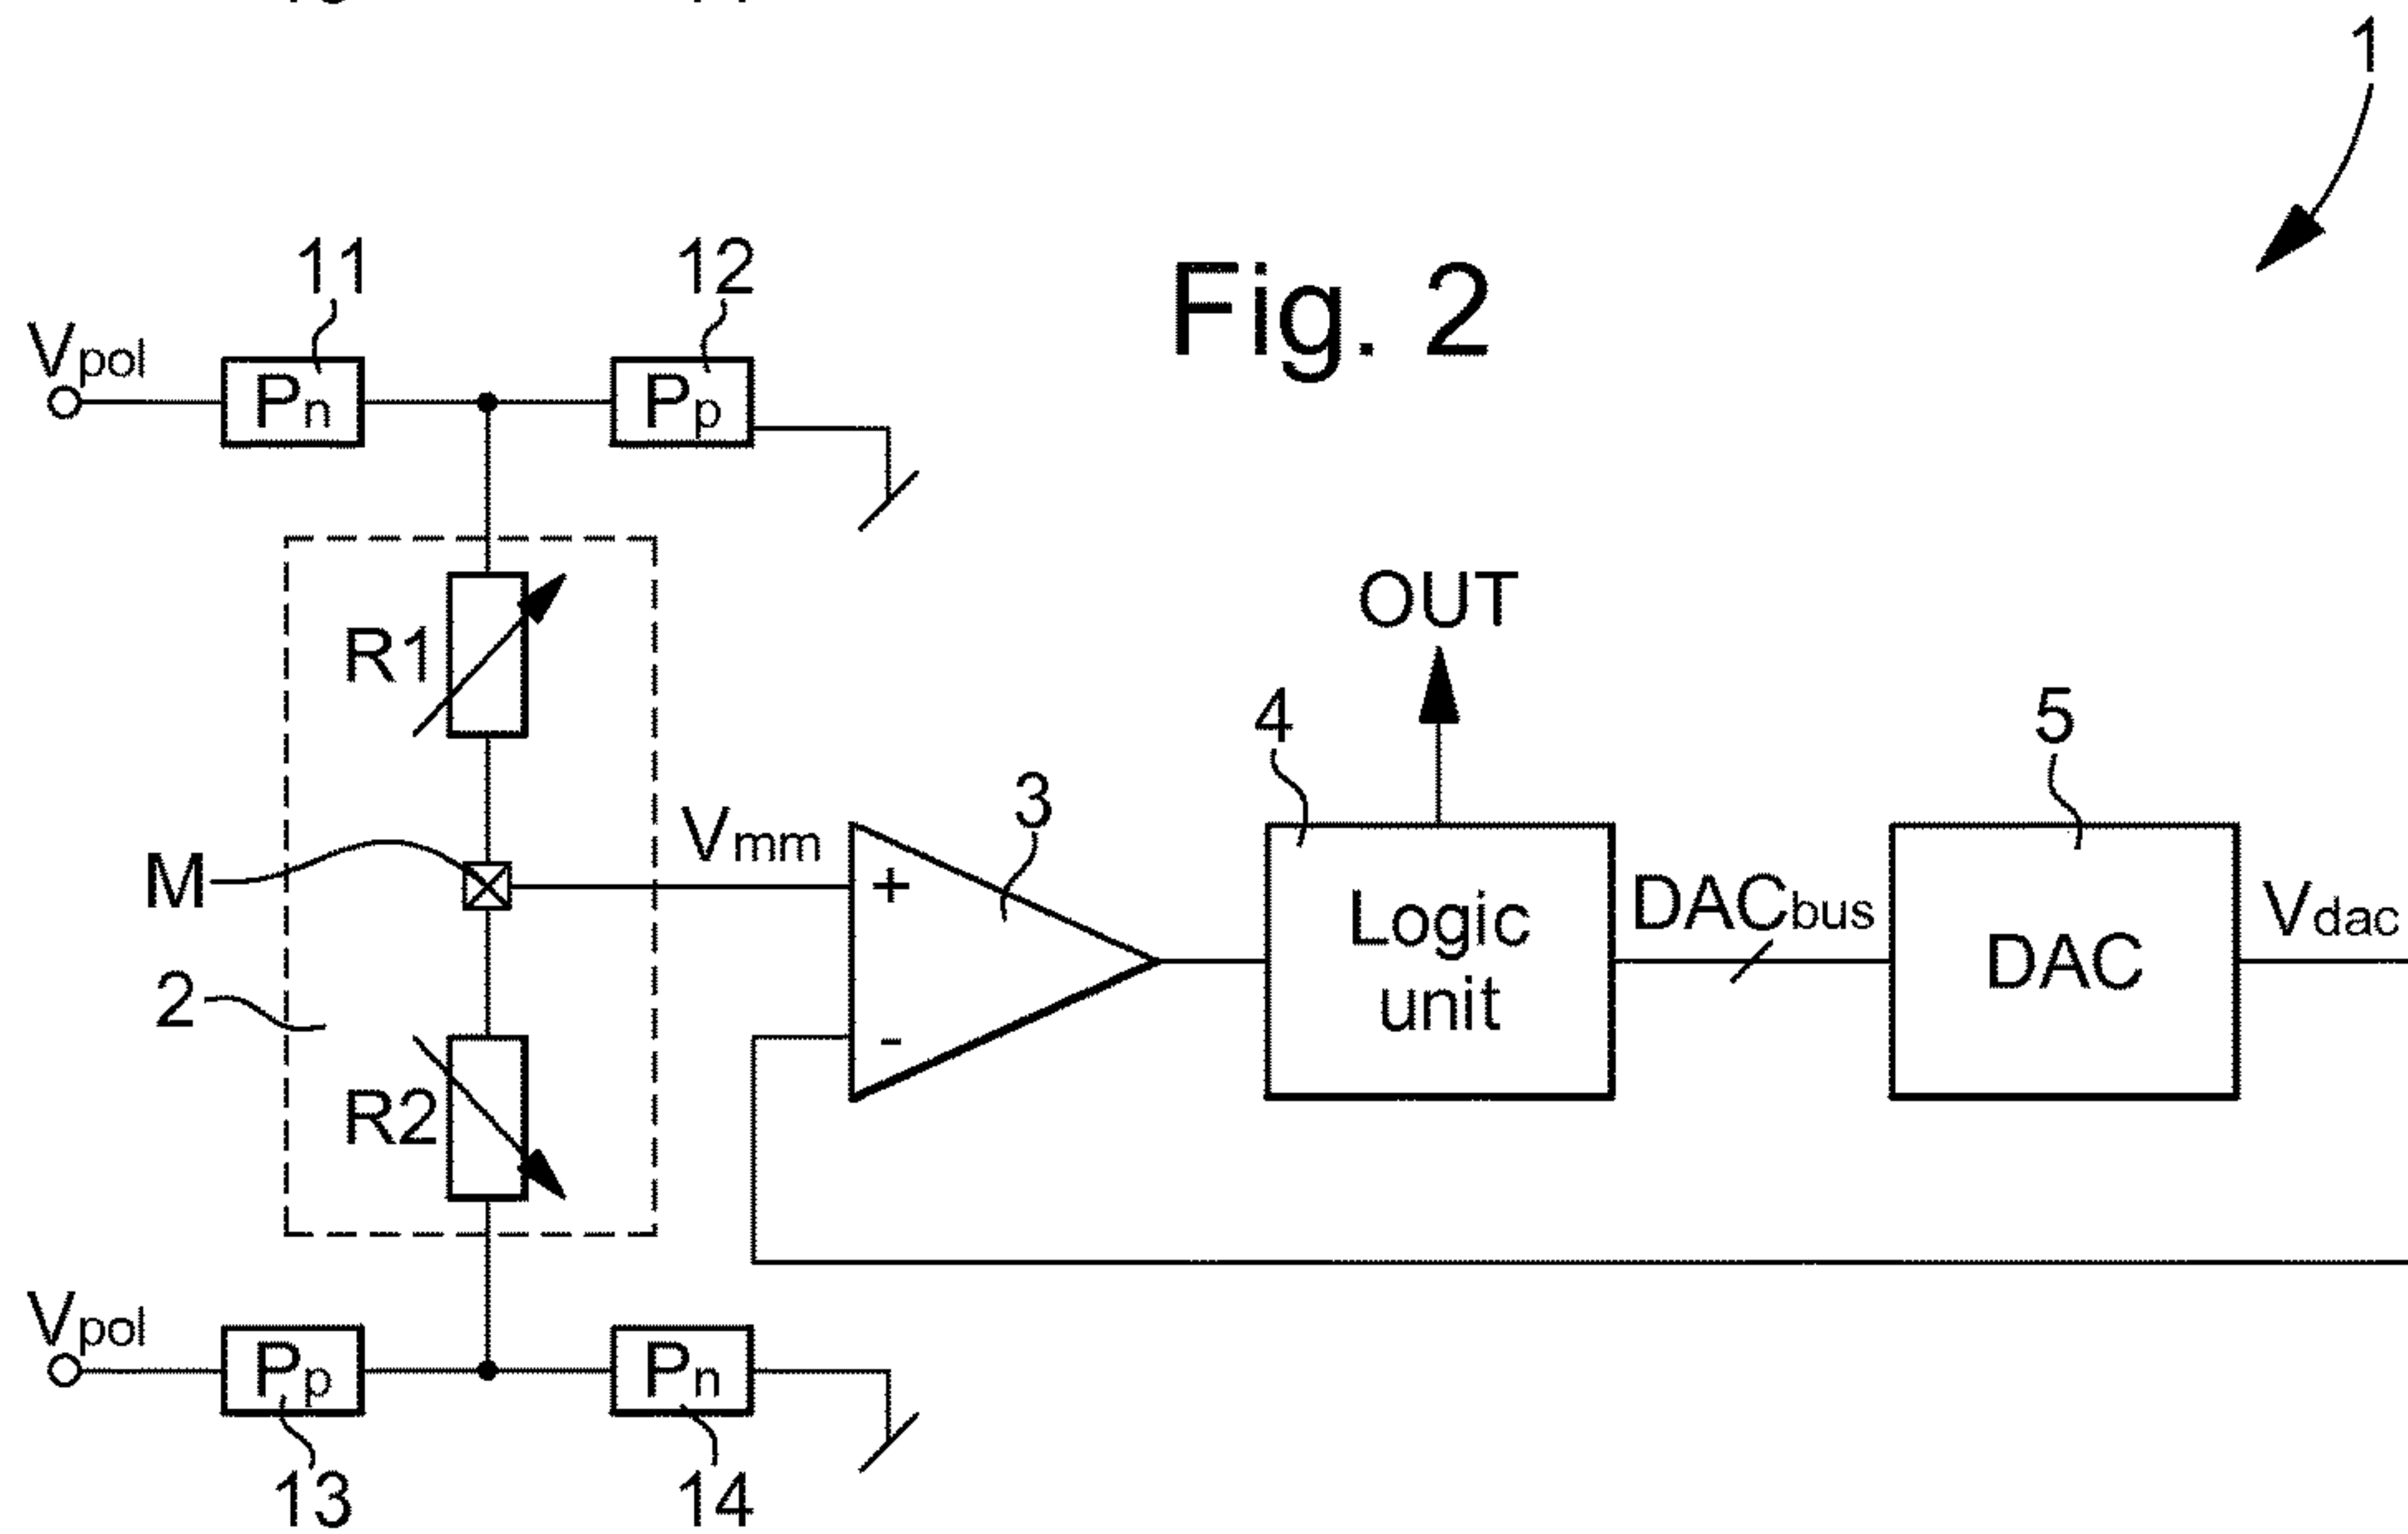 1
11
12
Fig. 2
Vpol
Pn
Pp
OUT
R1
4
5
3
Vmm
M
+
Logic
unit
DACbus
DAC
Vdac
2
-
R2
Vpol
Pp
Pn
13
14